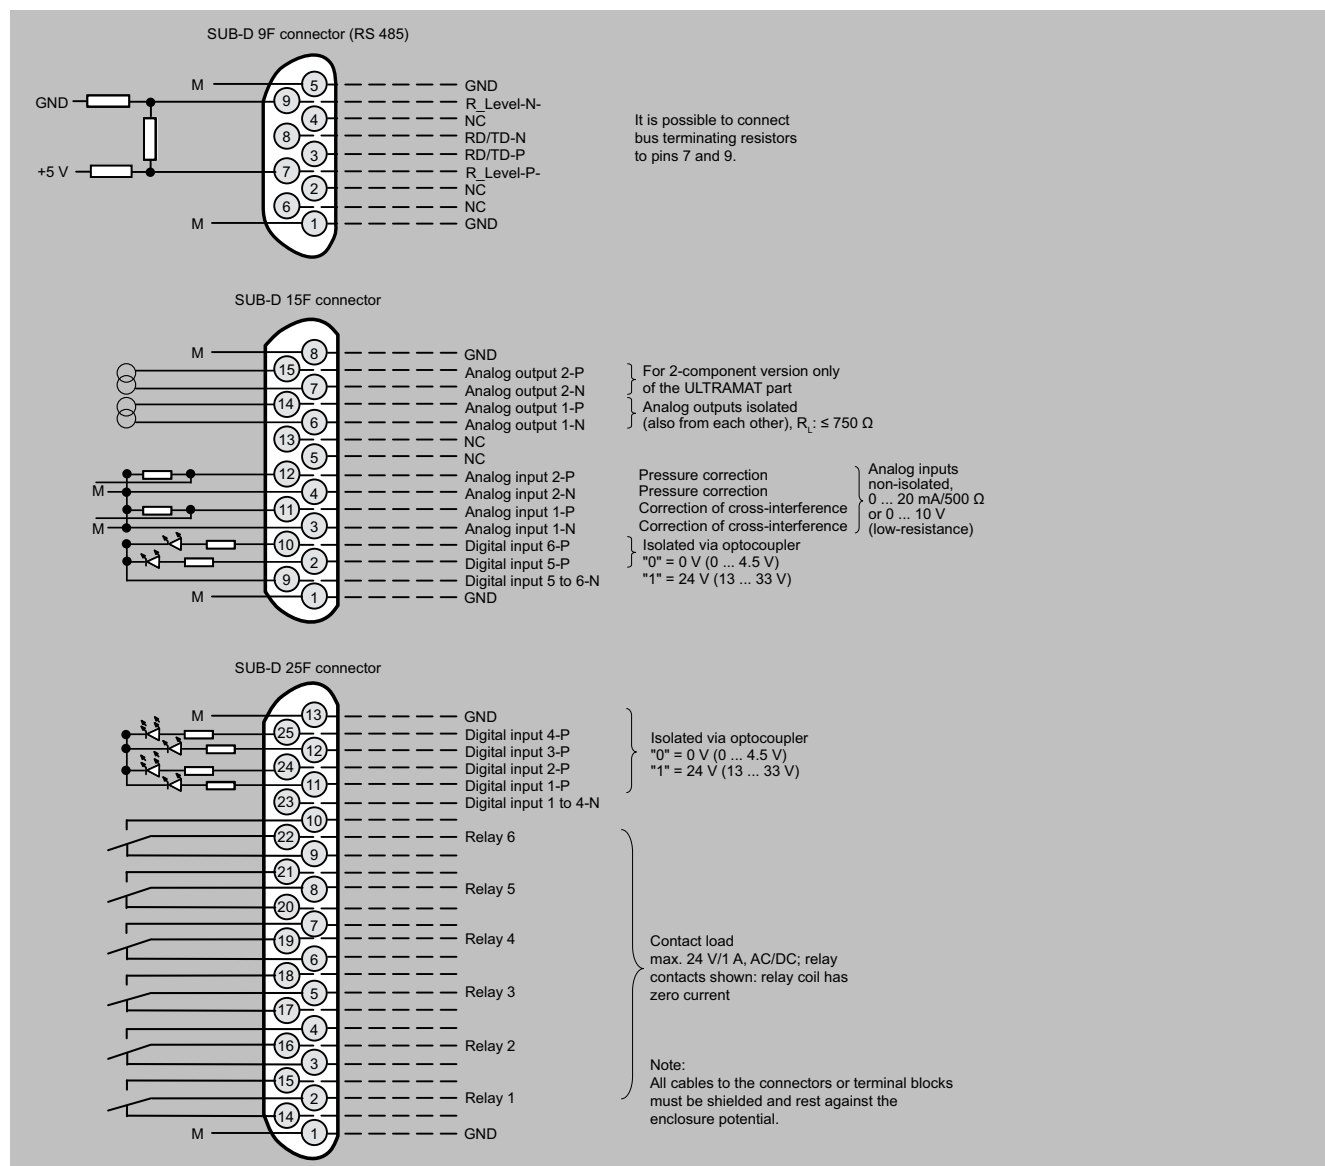 SUB-D 9F connector (RS 485)
M 5 GND
GND 9 R_Level-N-
4 NC
8 RD/TD-N
3 RD/TD-P
+5 V 7 R_Level-P-
2 NC
6 NC
M 1 GND
It is possible to connect
bus terminating resistors
to pins 7 and 9.
SUB-D 15F connector
M 8 GND
15 Analog output 2-P
7 Analog output 2-N
14 Analog output 1-P
6 Analog output 1-N
13 NC
5 NC
12 Analog input 2-P Pressure correction
M 4 Analog input 2-N Pressure correction
11 Analog input 1-P Correction of cross-interference
M 3 Analog input 1-N Correction of cross-interference
10 Digital input 6-P
2 Digital input 5-P
9 Digital input 5 to 6-N
M 1 GND
For 2-component version only
of the ULTRAMAT part
Analog outputs isolated
(also from each other), RL: ≤ 750 Ω
Analog inputs
non-isolated,
0 ... 20 mA/500 Ω
or 0 ... 10 V
(low-resistance)
Isolated via optocoupler
"0" = 0 V (0 ... 4.5 V)
"1" = 24 V (13 ... 33 V)
SUB-D 25F connector
M 13 GND
25 Digital input 4-P
12 Digital input 3-P
24 Digital input 2-P
11 Digital input 1-P
23 Digital input 1 to 4-N
10
22 Relay 6
9
21
8 Relay 5
20
7
19 Relay 4
6
18
5 Relay 3
17
4
16 Relay 2
3
15
2 Relay 1
14
M 1 GND
Isolated via optocoupler
"0" = 0 V (0 ... 4.5 V)
"1" = 24 V (13 ... 33 V)
Contact load
max. 24 V/1 A, AC/DC; relay
contacts shown: relay coil has
zero current
Note:
All cables to the connectors or terminal blocks
must be shielded and rest against the
enclosure potential.